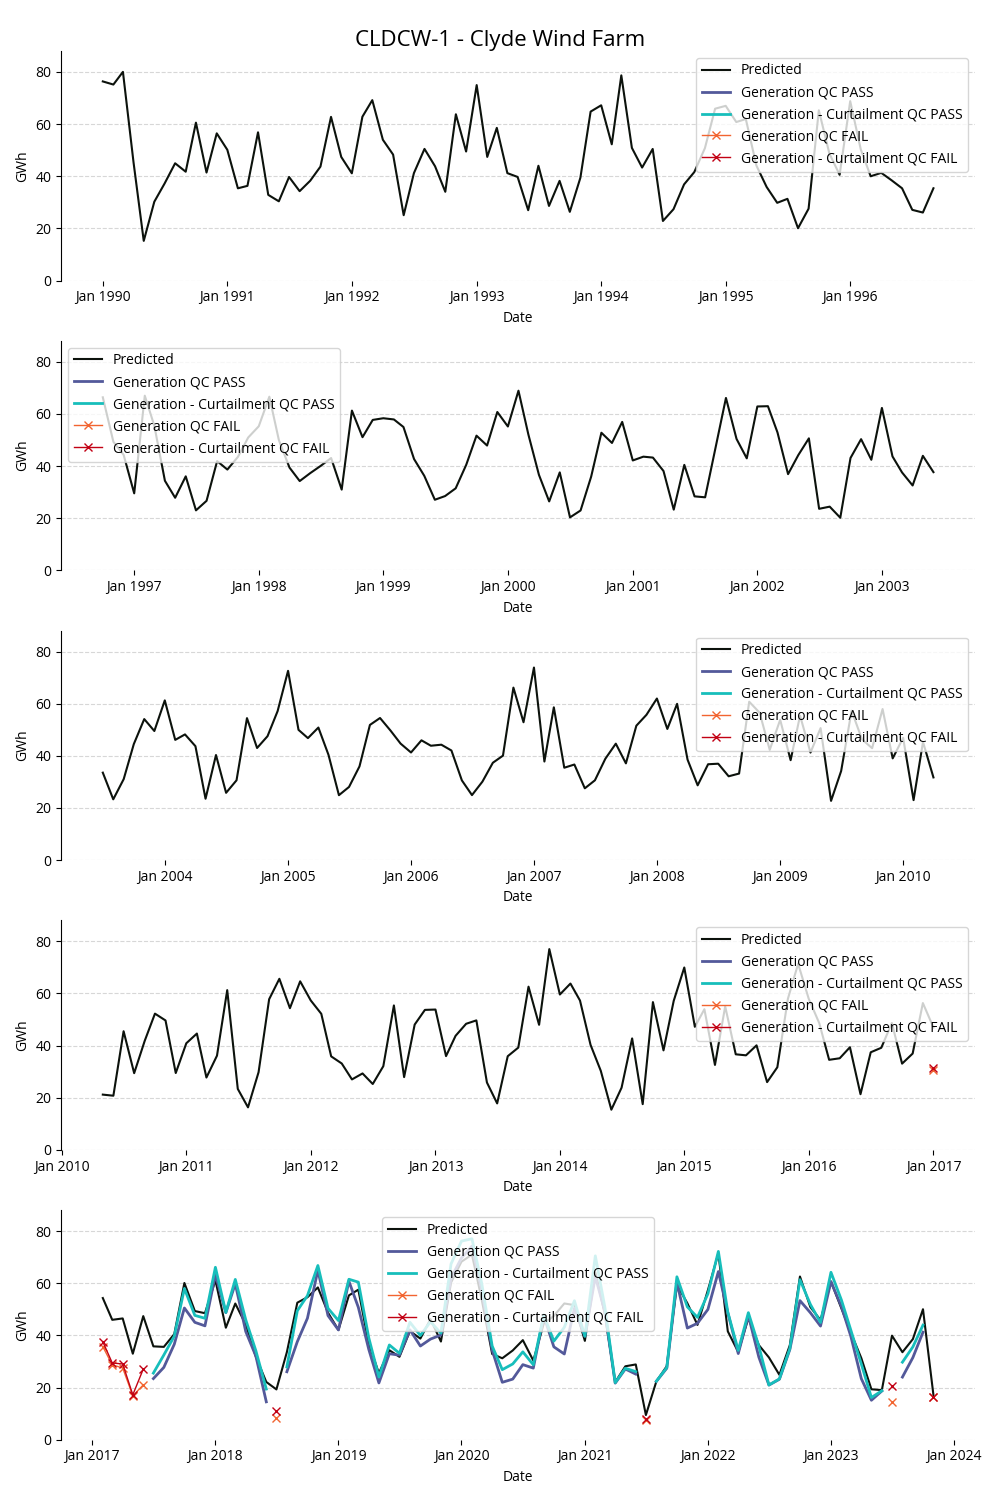 CLDCW-1 - Clyde Wind Farm
80
60
40
20
0
GWh
Predicted
Generation QC PASS
Generation - Curtailment QC PASS
Generation QC FAIL
Generation - Curtailment QC FAIL
Jan 1990 Jan 1991 Jan 1992 Jan 1993 Jan 1994 Jan 1995 Jan 1996
Date
80
60
40
20
0
GWh
Predicted
Generation QC PASS
Generation - Curtailment QC PASS
Generation QC FAIL
Generation - Curtailment QC FAIL
Jan 1997 Jan 1998 Jan 1999 Jan 2000 Jan 2001 Jan 2002 Jan 2003
Date
80
60
40
20
0
GWh
Predicted
Generation QC PASS
Generation - Curtailment QC PASS
Generation QC FAIL
Generation - Curtailment QC FAIL
Jan 2004 Jan 2005 Jan 2006 Jan 2007 Jan 2008 Jan 2009 Jan 2010
Date
80
60
40
20
0
GWh
Predicted
Generation QC PASS
Generation - Curtailment QC PASS
Generation QC FAIL
Generation - Curtailment QC FAIL
Jan 2010 Jan 2011 Jan 2012 Jan 2013 Jan 2014 Jan 2015 Jan 2016 Jan 2017
Date
80
60
40
20
0
GWh
Predicted
Generation QC PASS
Generation - Curtailment QC PASS
Generation QC FAIL
Generation - Curtailment QC FAIL
Jan 2017 Jan 2018 Jan 2019 Jan 2020 Jan 2021 Jan 2022 Jan 2023 Jan 2024
Date